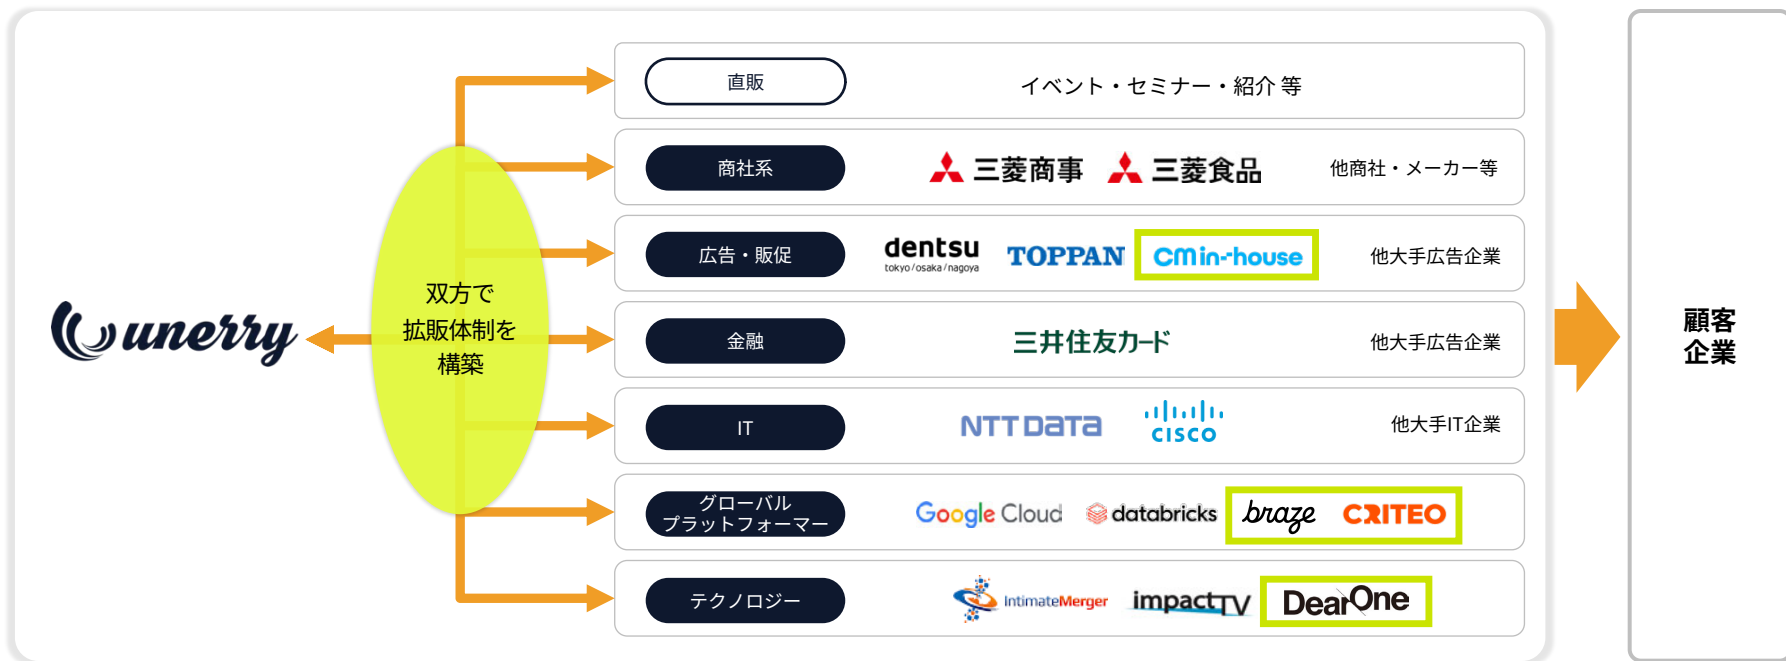 unerry
双方で
拡販体制を
構築
直販
イベント・セミナー・紹介 等
商社系
三菱商事 三菱食品 他商社・メーカー等
広告・販促
dentsu
tokyo/osaka/nagoya
TOPPAN
CM in-house
他大手広告企業
金融
三井住友カード
他大手広告企業
IT
NTT DATA
CISCO
他大手IT企業
グローバル
プラットフォーマー
Google Cloud databricks braze CRITEO
テクノロジー
IntimateMerger impactTV DearOne
顧客
企業